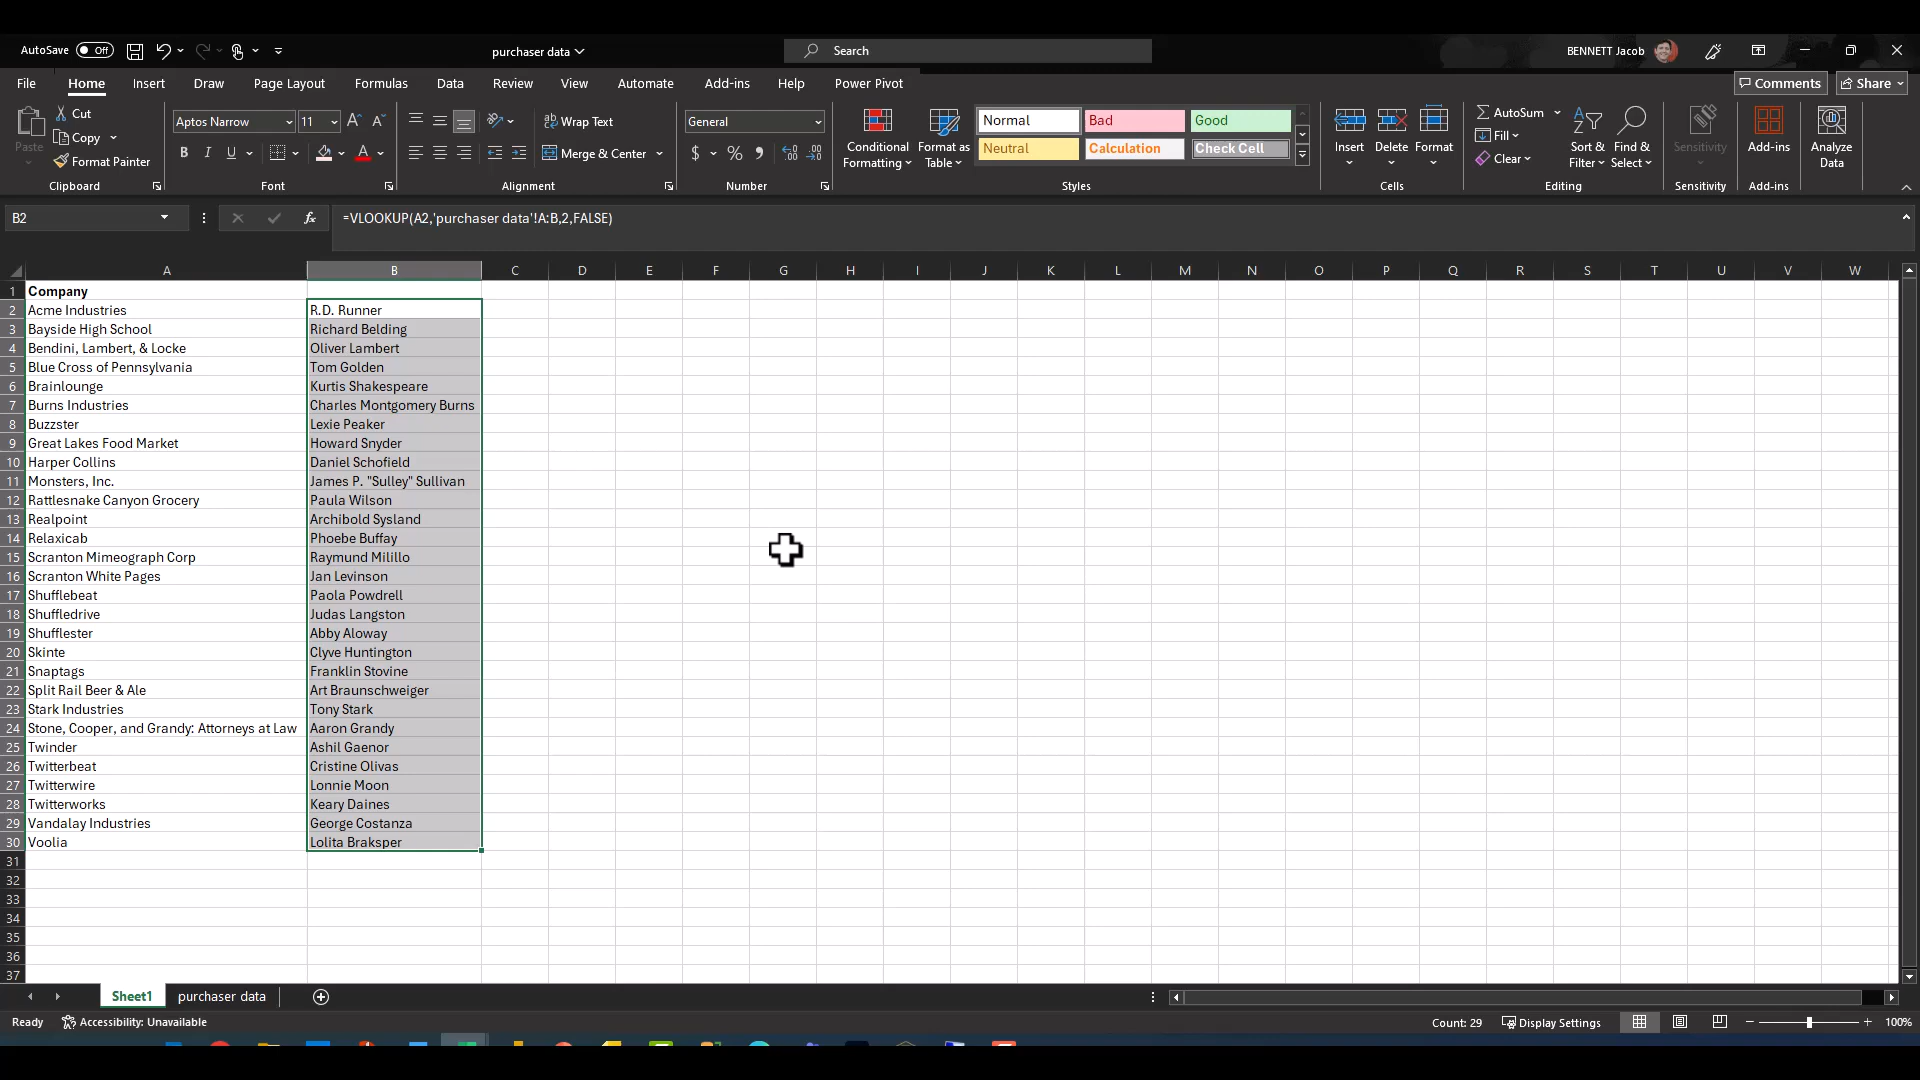 AutoSave Off purchaser data Search BENNETT Jacob
File Home Insert Draw Page Layout Formulas Data Review View Automate Add-ins Help Power Pivot Comments Share
Paste Cut Copy Format Painter Clipboard
Aptos Narrow 11 B I U A Font
Wrap Text Merge & Center Alignment
General $ % Number
Conditional Formatting Format as Table Normal Bad Good Neutral Calculation Check Cell Styles
Insert Delete Format Cells
AutoSum Fill Clear Sort & Filter Find & Select Editing
Sensitivity Sensitivity
Add-ins Add-ins
Analyze Data
B2 fx =VLOOKUP(A2,'purchaser data'!A:B,2,FALSE)
A B C D E F G H I J K L M N O P Q R S T U V W
1 Company
2 Acme Industries R.D. Runner
3 Bayside High School Richard Belding
4 Bendini, Lambert, & Locke Oliver Lambert
5 Blue Cross of Pennsylvania Tom Golden
6 Brainlounge Kurtis Shakespeare
7 Burns Industries Charles Montgomery Burns
8 Buzzster Lexie Peaker
9 Great Lakes Food Market Howard Snyder
10 Harper Collins Daniel Schofield
11 Monsters, Inc. James P. "Sulley" Sullivan
12 Rattlesnake Canyon Grocery Paula Wilson
13 Realpoint Archibold Sysland
14 Relaxicab Phoebe Buffay
15 Scranton Mimeograph Corp Raymund Milillo
16 Scranton White Pages Jan Levinson
17 Shufflebeat Paola Powdrell
18 Shuffledrive Judas Langston
19 Shufflester Abby Aloway
20 Skinte Clyve Huntington
21 Snaptags Franklin Stovine
22 Split Rail Beer & Ale Art Braunschweiger
23 Stark Industries Tony Stark
24 Stone, Cooper, and Grandy: Attorneys at Law Aaron Grandy
25 Twinder Ashil Gaenor
26 Twitterbeat Cristine Olivas
27 Twitterwire Lonnie Moon
28 Twitterworks Keary Daines
29 Vandalay Industries George Costanza
30 Voolia Lolita Braksper
31
32
33
34
35
36
37
Sheet1 purchaser data
Ready Accessibility: Unavailable Count: 29 Display Settings 100%